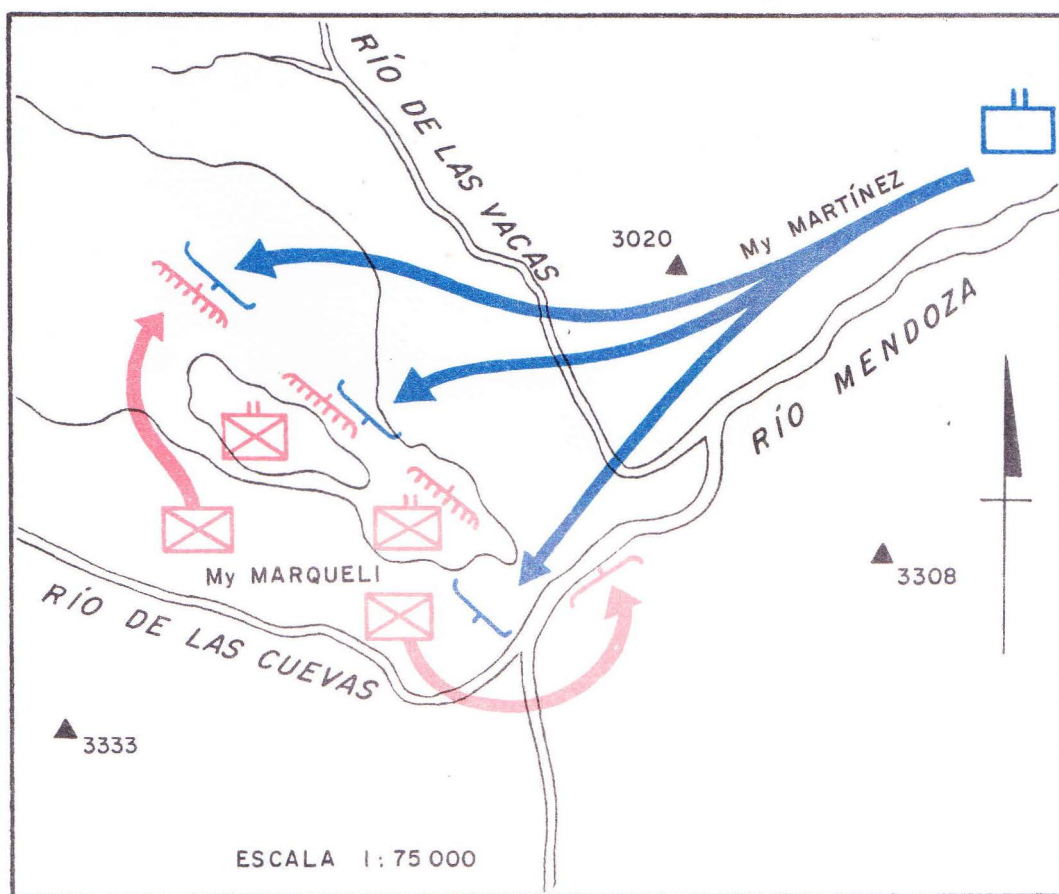 RÍO DE LAS VACAS
My MARTÍNEZ
3020
RÍO MENDOZA
3308
My MARQUELI
RÍO DE LAS CUEVAS
3333
ESCALA 1:75 000